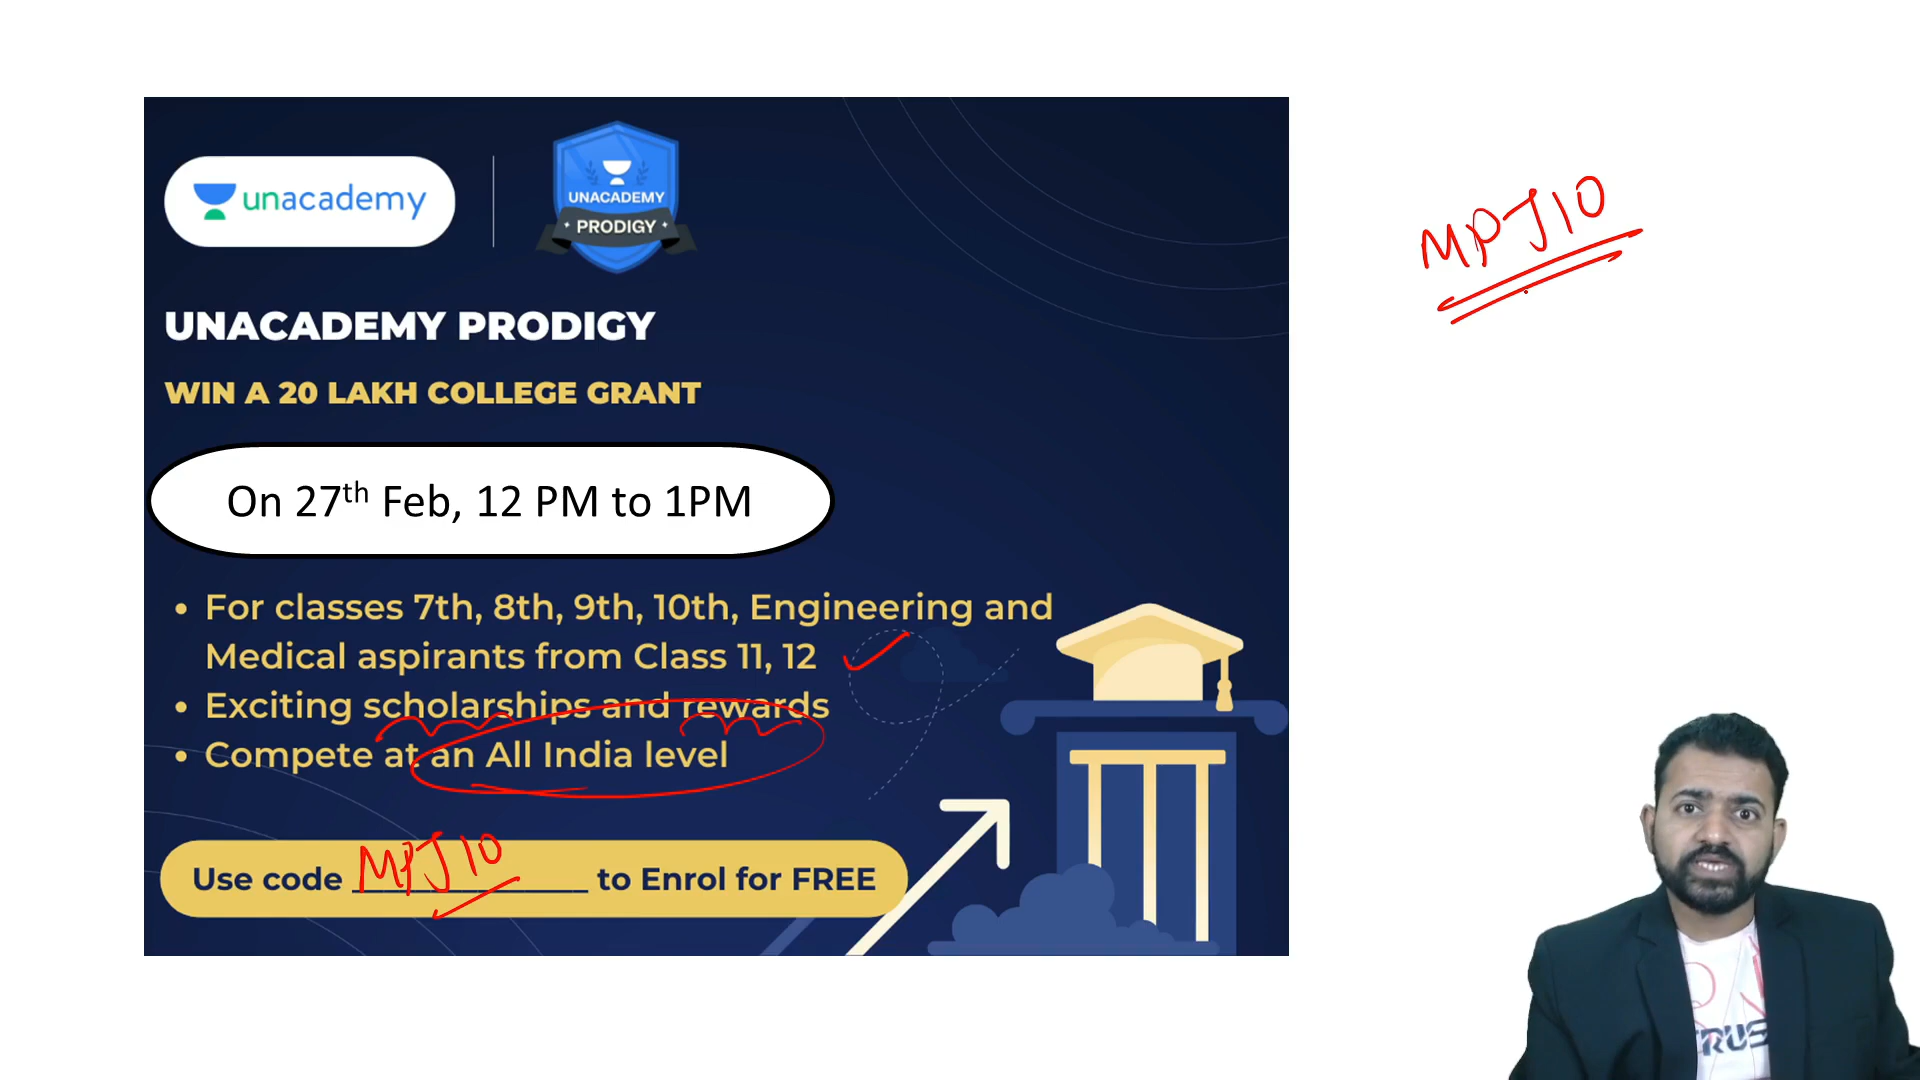 unacademy
UNACADEMY
PRODIGY
MPJ10
UNACADEMY PRODIGY
WIN A 20 LAKH COLLEGE GRANT
On 27th Feb, 12 PM to 1PM
• For classes 7th, 8th, 9th, 10th, Engineering and
Medical aspirants from Class 11, 12
• Exciting scholarships and rewards
• Compete at an All India level
Use code MPJ10 to Enrol for FREE